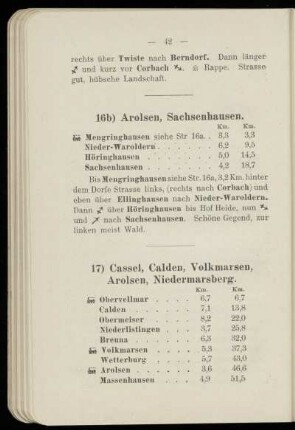 — 42 —
rechts über Twiste nach Berndorf. Dann länger
und kurz vor Corbach Rappe. Strasse
gut, hübsche Landschaft.
16b) Arolsen, Sachsenhausen.
Km. Km.
Mengringhausen siehe Str 16a. 3,3 3,3
Nieder-Waroldern . . . . . 6,2 9,5
Höringhausen . . . . . 5,0 14,5
Sachsenhausen . . . . . 4,2 18,7
Bis Mengringhausen siehe Str. 16a, 3,2 Km. hinter
dem Dorfe Strasse links, (rechts nach Corbach) und
oben über Ellinghausen nach Nieder-Waroldern.
Dann über Höringhausen bis Hof Heide, nun
und nach Sachsenhausen. Schöne Gegend, zur
linken meist Wald.
17) Cassel, Calden, Volkmarsen,
Arolsen, Niedermarsberg.
Km. Km.
Obervellmar . . . . 6,7 6,7
Calden . . . . . 7,1 13,8
Obermeiser . . . . 8,2 22,0
Niederlistingen . . . . 3,7 25,8
Brenna . . . . . 6,3 32,0
Volkmarsen . . . . 5,3 37,3
Wetterburg . . . . 5,7 43,0
Arolsen . . . . . 3,6 46,6
Massenhausen . . . . 4,9 51,5